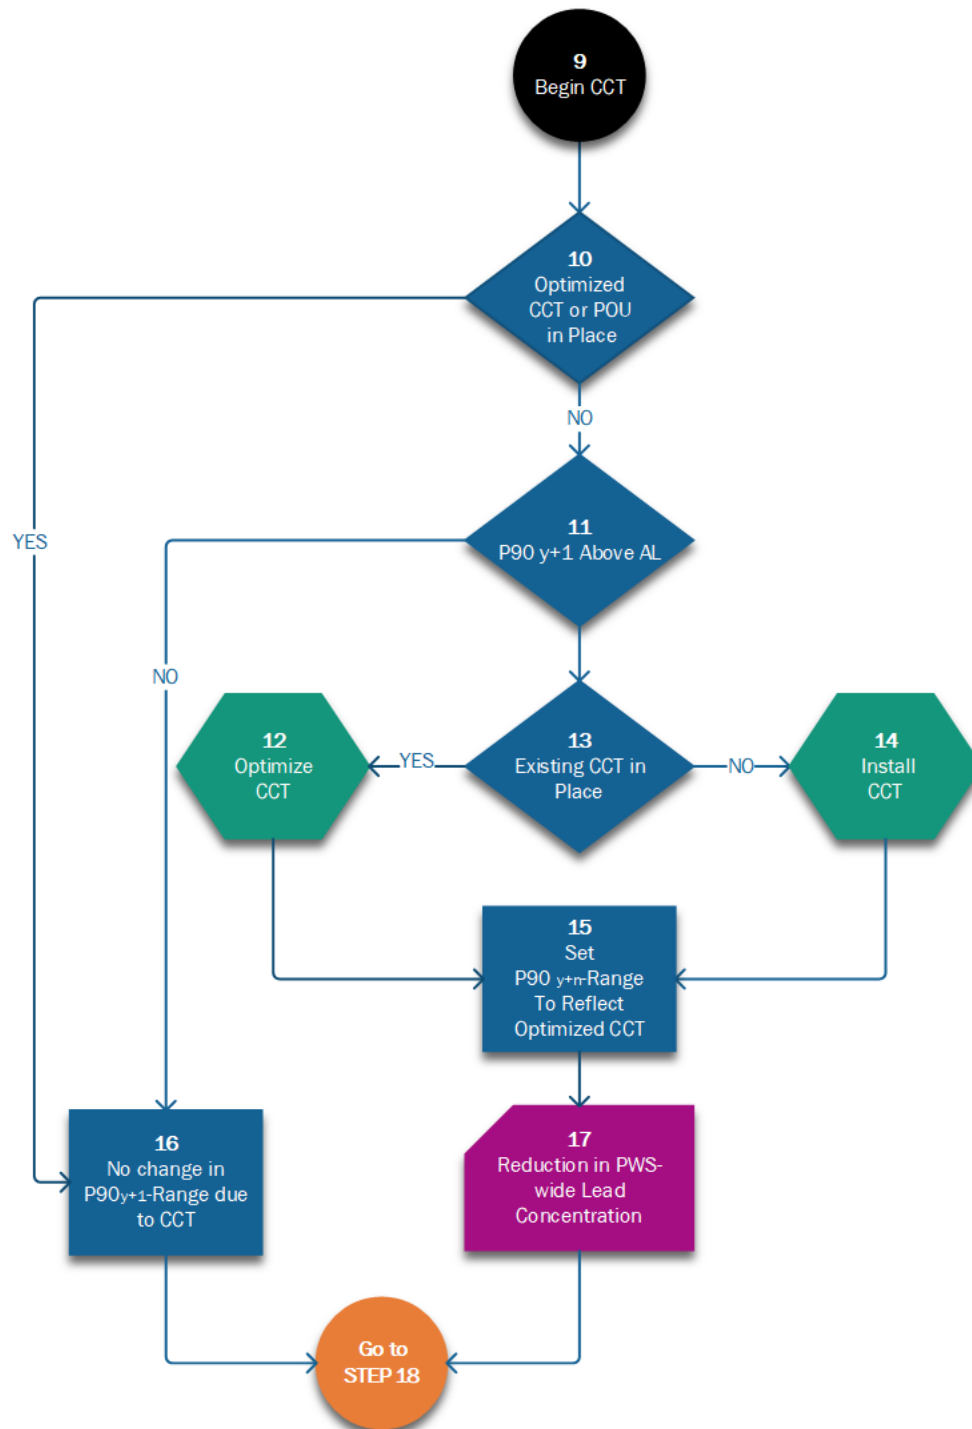 9
Begin CCT
10
Optimized
CCT or POU
in Place
NO
YES
11
P90 y+1 Above AL
NO
12
Optimize
CCT
YES
13
Existing CCT in
Place
NO
14
Install
CCT
15
Set
P90 y+n-Range
To Reflect
Optimized CCT
16
No change in
P90y+1-Range due
to CCT
17
Reduction in PWS-
wide Lead
Concentration
Go to
STEP 18